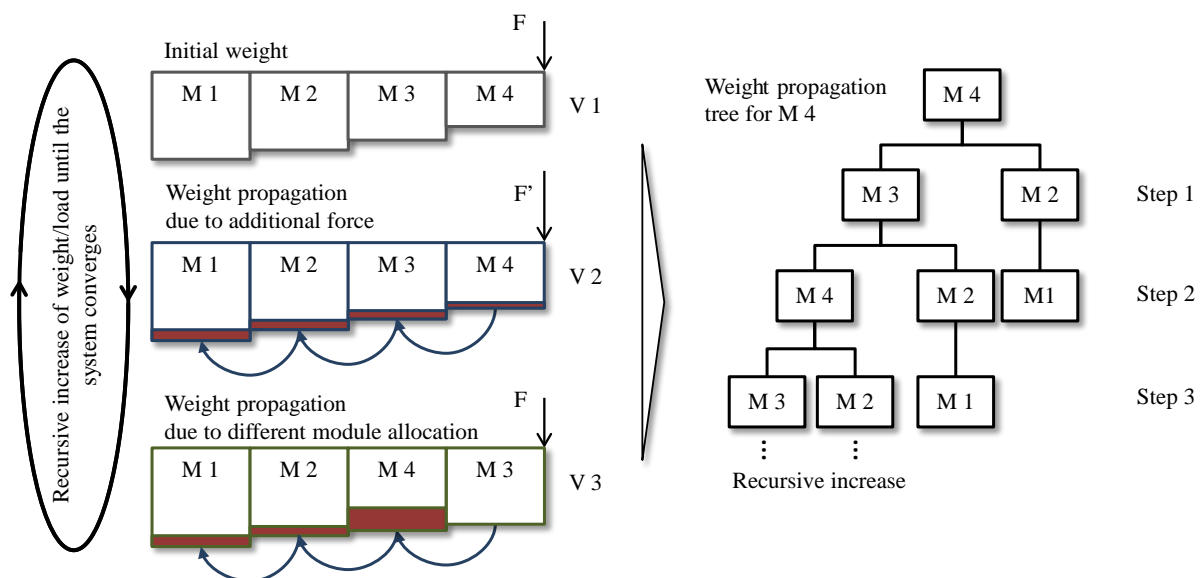 Recursive increase of weight/load until the
system converges
F
Initial weight
M 1
M 2
M 3
M 4
V 1
Weight propagation
due to additional force
F’
M 1
M 2
M 3
M 4
V 2
Weight propagation
due to different module allocation
F
M 1
M 2
M 4
M 3
V 3
Weight propagation
tree for M 4
M 4
M 3
M 2
Step 1
M 4
M 2
M1
Step 2
M 3
M 2
M 1
Step 3
Recursive increase